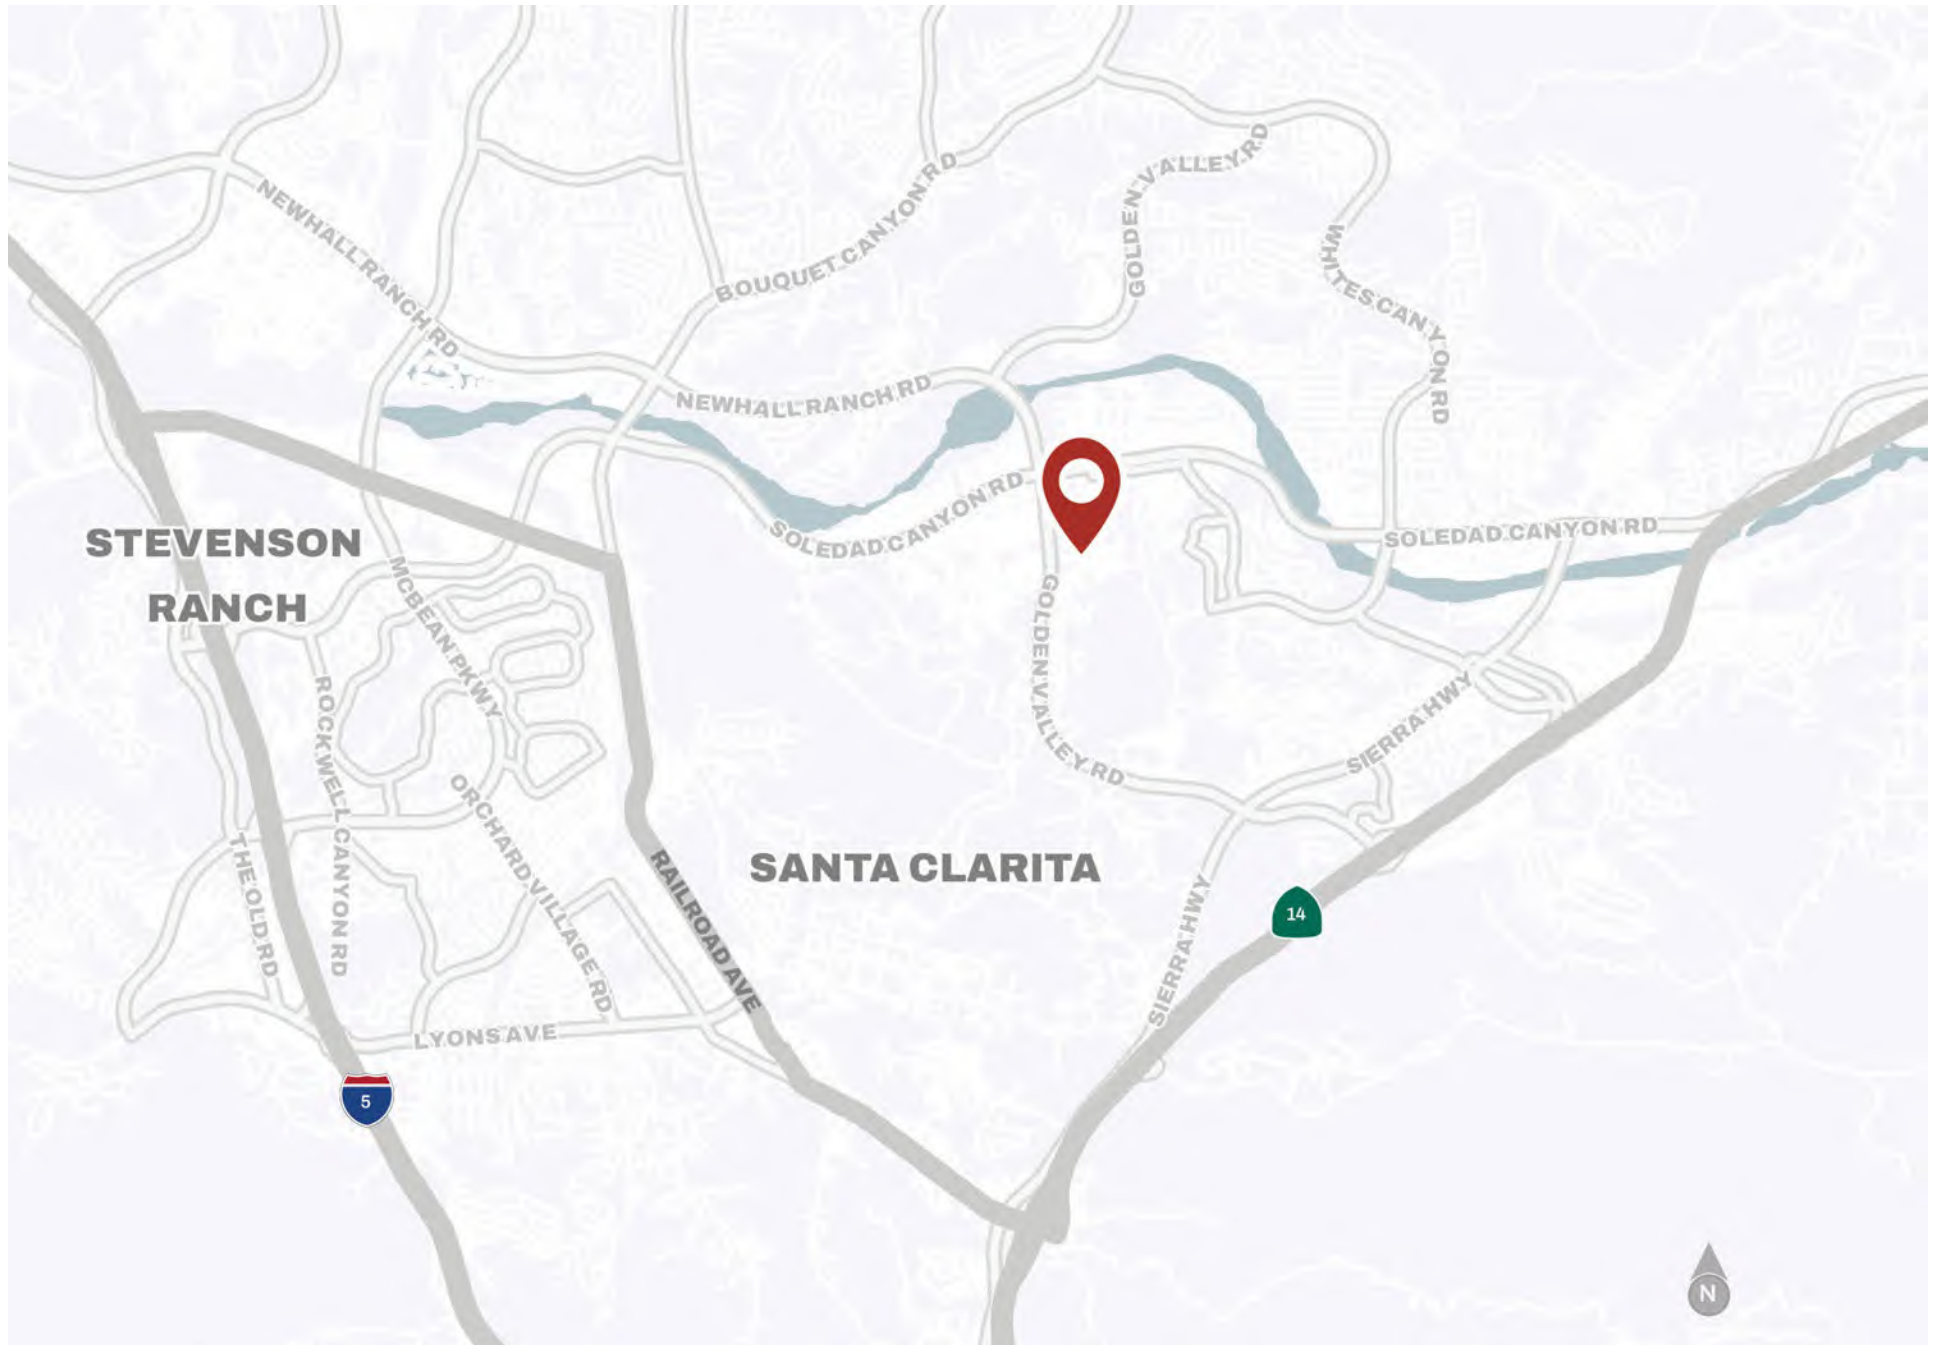 GOLDEN VALLEY RD
BOUQUET CANYON RD
NEWHALL RANCH RD
WHITES CANYON RD
NEWHALL RANCH RD
SOLEDAD CANYON RD
SOLEDAD CANYON RD
STEVENSON
RANCH
MCBEAN PKWY
GOLDEN VALLEY RD
ROCKWELL CANYON RD
SIERRA HWY
ORCHARD VILLAGE RD
THE OLD RD
RAILROAD AVE
SANTA CLARITA
SIERRA HWY
14
LYONS AVE
5
N